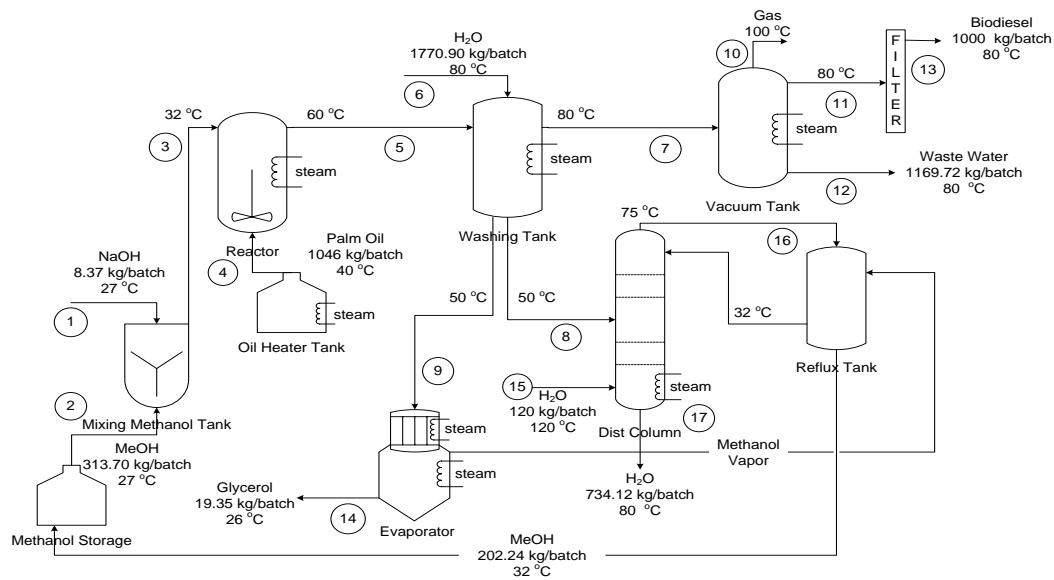 Gas
100 °C
10
H₂O
1770.90 kg/batch
80 °C
6
Biodiesel
1000 kg/batch
80 °C
FILTER
13
80 °C
11
32 °C
3
60 °C
5
80 °C
7
steam
steam
steam
Waste Water
1169.72 kg/batch
80 °C
12
Vacuum Tank
Washing Tank
Reactor
4
Palm Oil
1046 kg/batch
40 °C
steam
Oil Heater Tank
75 °C
16
NaOH
8.37 kg/batch
27 °C
1
50 °C
50 °C
8
32 °C
Reflux Tank
9
15
H₂O
120 kg/batch
120 °C
steam
17
Dist Column
2
Mixing Methanol Tank
MeOH
313.70 kg/batch
27 °C
steam
steam
Methanol
Vapor
H₂O
734.12 kg/batch
80 °C
Glycerol
19.35 kg/batch
26 °C
14
Evaporator
Methanol Storage
MeOH
202.24 kg/batch
32 °C